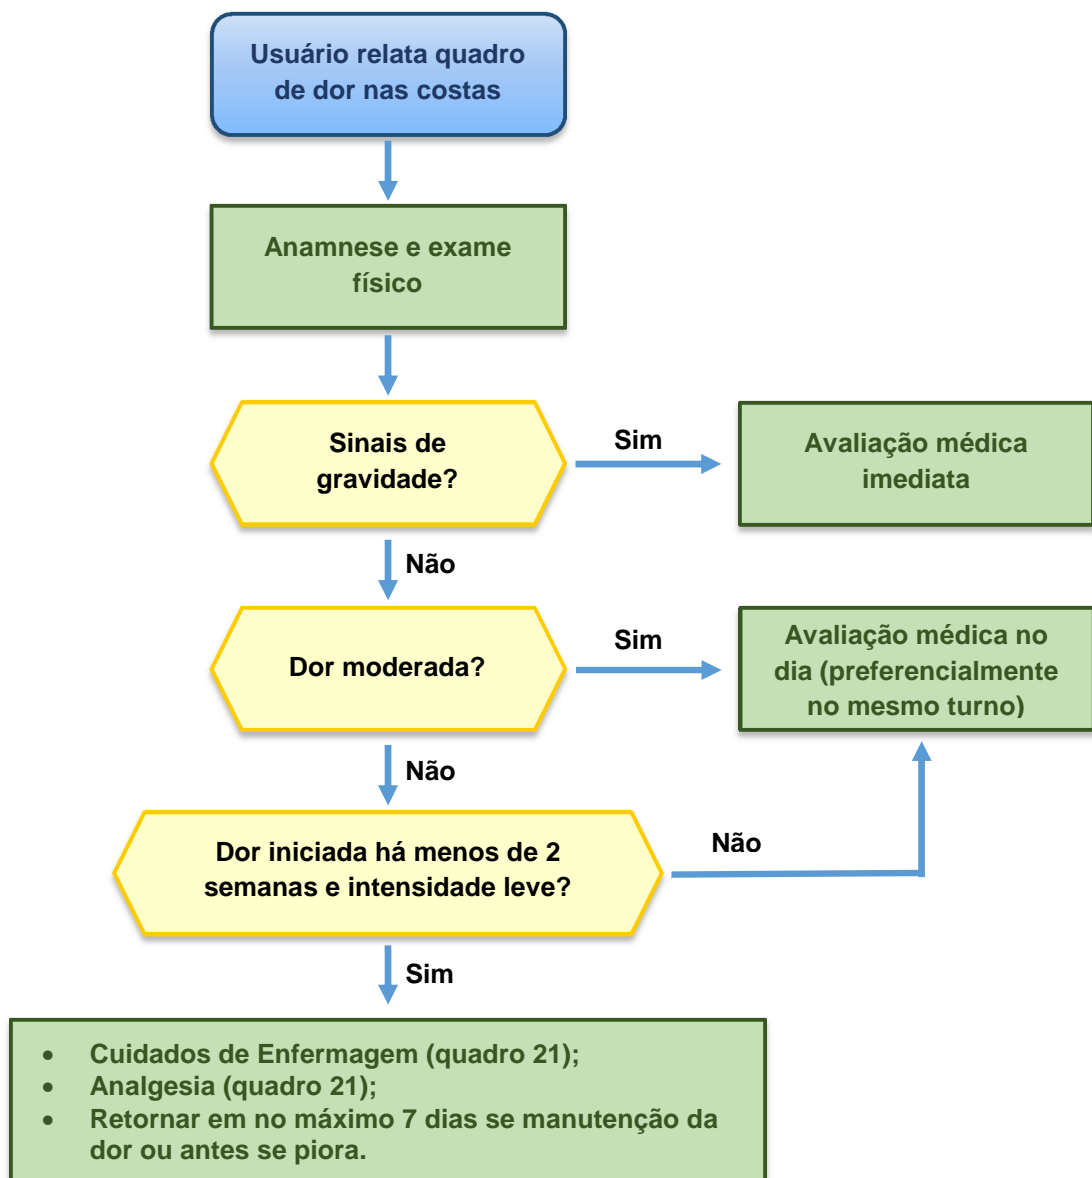 Usuário relata quadro
de dor nas costas
Anamnese e exame
físico
Sinais de
gravidade?
Sim
Avaliação médica
imediata
Não
Dor moderada?
Sim
Avaliação médica no
dia (preferencialmente
no mesmo turno)
Não
Dor iniciada há menos de 2
semanas e intensidade leve?
Não
Sim
• Cuidados de Enfermagem (quadro 21);
• Analgesia (quadro 21);
• Retornar em no máximo 7 dias se manutenção da
dor ou antes se piora.